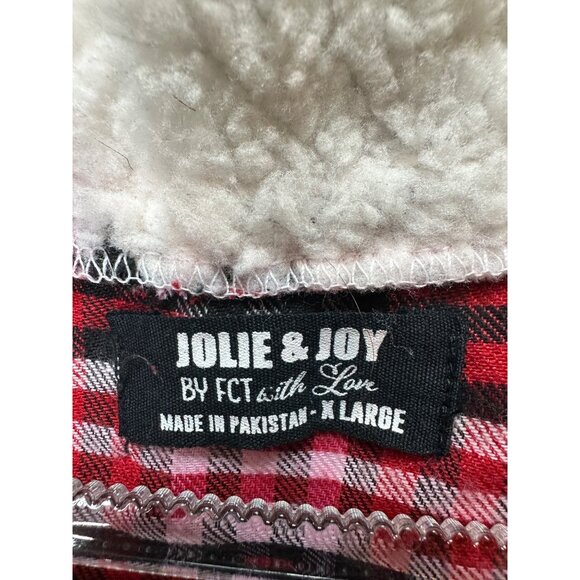 JOLIE & JOY
BY FCT with Love
MADE IN PAKISTAN - X LARGE